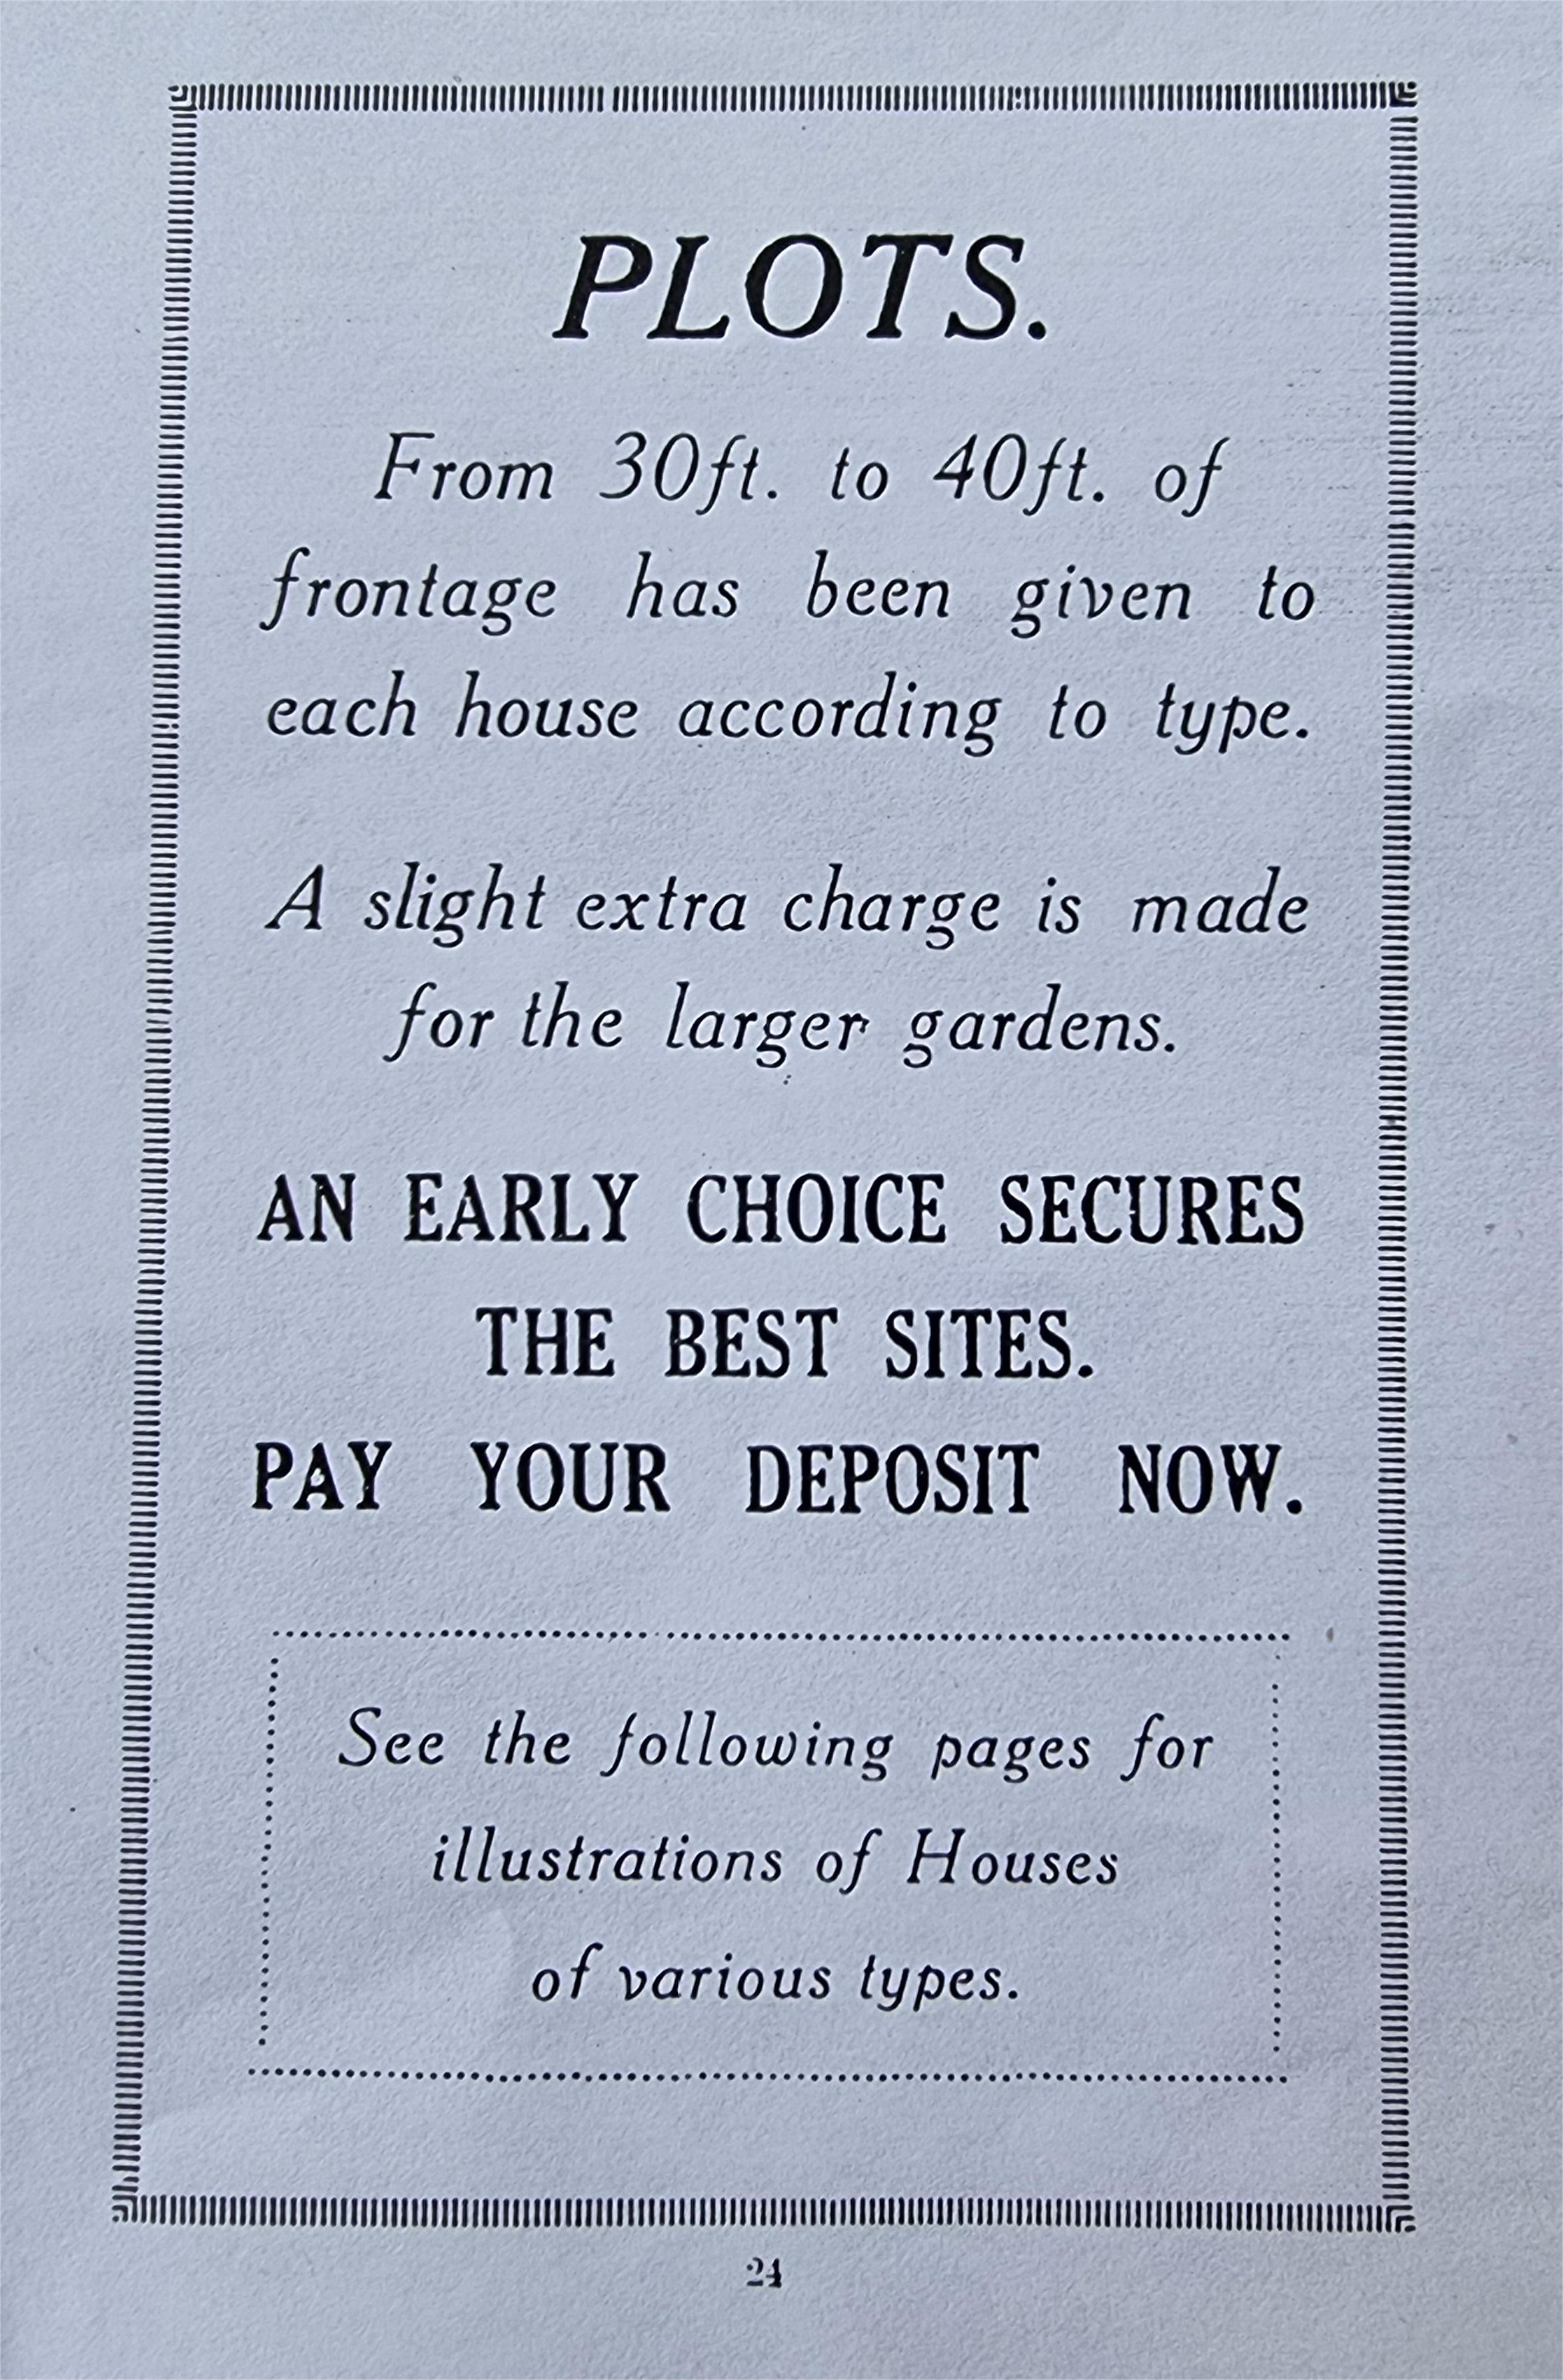 PLOTS.
From 30ft. to 40ft. of
frontage has been given to
each house according to type.
A slight extra charge is made
for the larger gardens.
AN EARLY CHOICE SECURES
THE BEST SITES.
PAY YOUR DEPOSIT NOW.
See the following pages for
illustrations of Houses
of various types.
24